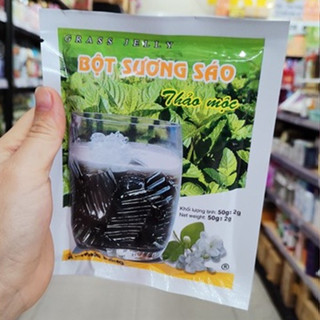 GRASS JELLY
BỘT SƯƠNG SÁO
Thảo mộc
Khối lượng tịnh: 50g±2g
Net weight: 50g±2g
®